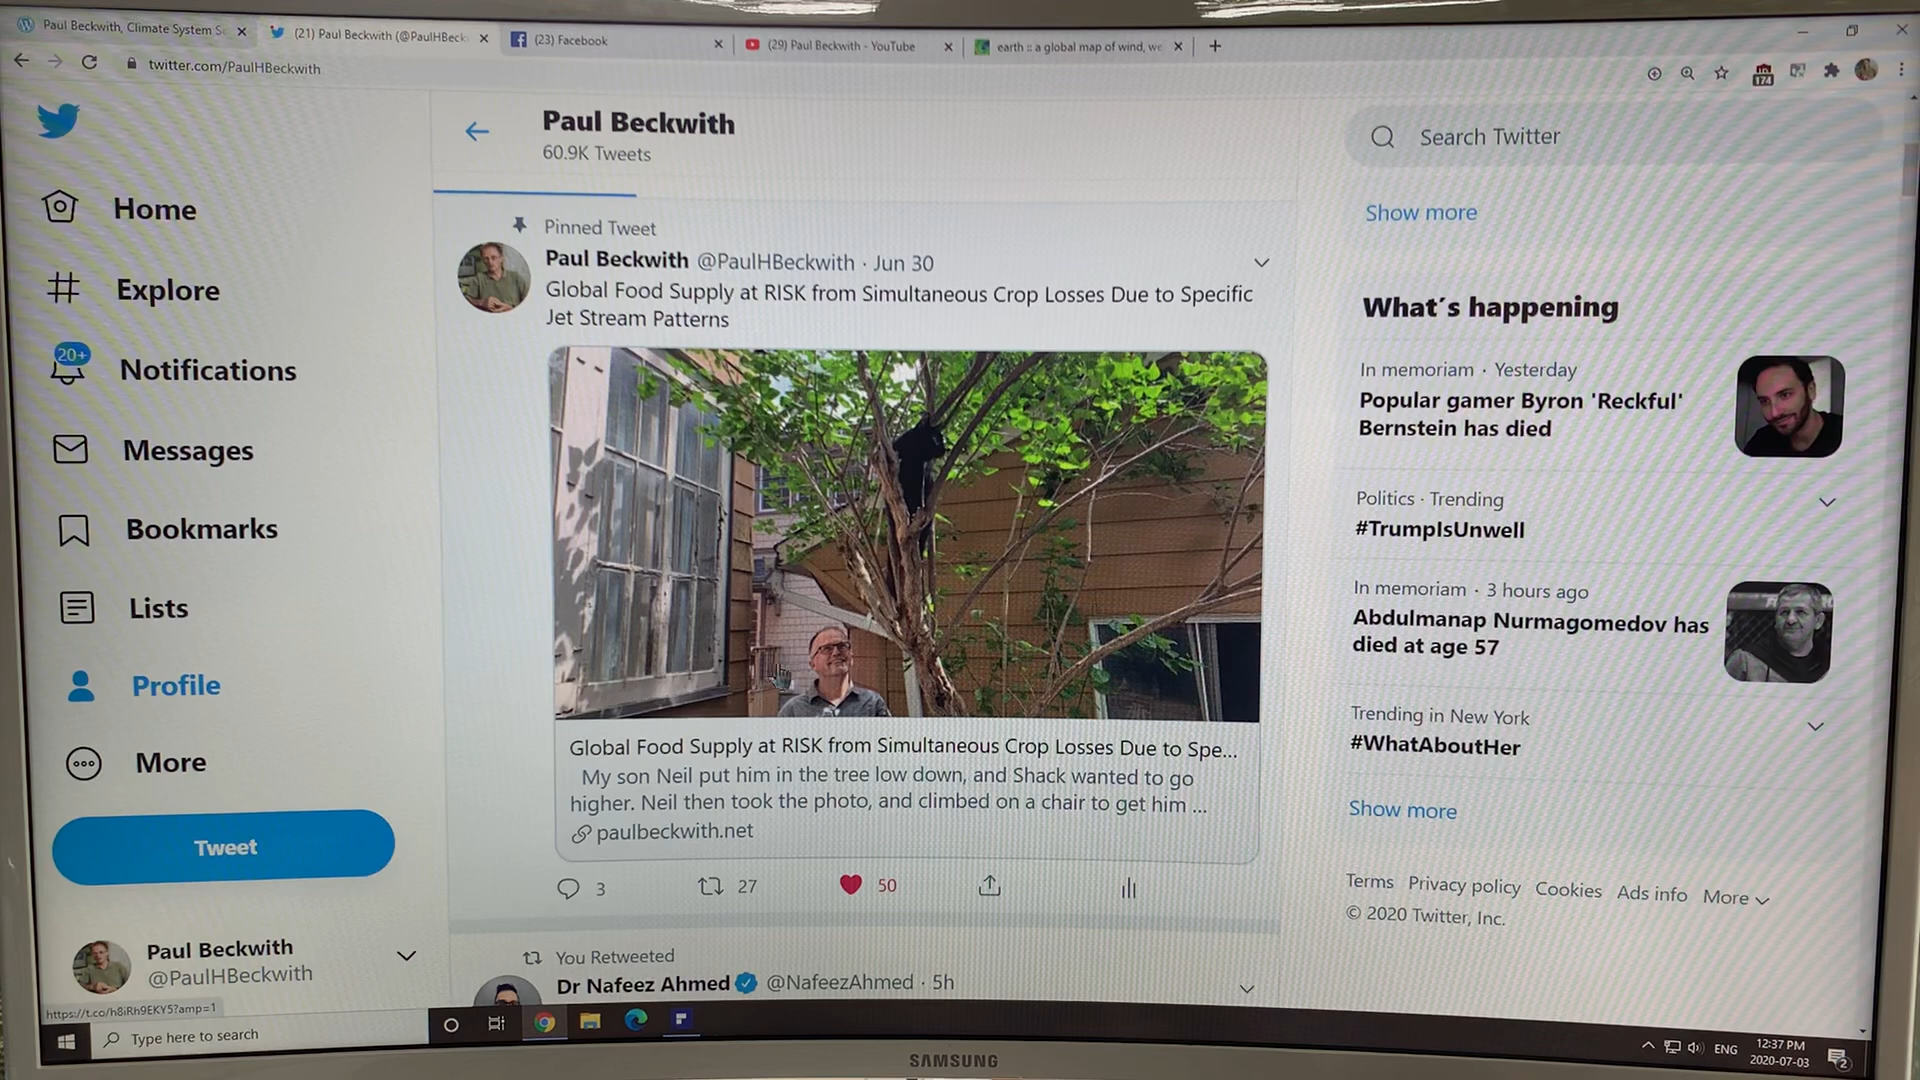 Paul Beckwith, Climate System S
(21) Paul Beckwith (@PaulHBeck
(23) Facebook
(29) Paul Beckwith - YouTube
earth :: a global map of wind, we
twitter.com/PaulHBeckwith
174
Paul Beckwith
60.9K Tweets
Search Twitter
Home
Explore
20+
Notifications
Messages
Bookmarks
Lists
Profile
More
Tweet
Paul Beckwith
@PaulHBeckwith
Pinned Tweet
Paul Beckwith @PaulHBeckwith · Jun 30
Global Food Supply at RISK from Simultaneous Crop Losses Due to Specific
Jet Stream Patterns
Global Food Supply at RISK from Simultaneous Crop Losses Due to Spe...
My son Neil put him in the tree low down, and Shack wanted to go
higher. Neil then took the photo, and climbed on a chair to get him ...
paulbeckwith.net
3 27 50
You Retweeted
Dr Nafeez Ahmed @NafeezAhmed · 5h
Show more
What's happening
In memoriam · Yesterday
Popular gamer Byron 'Reckful'
Bernstein has died
Politics · Trending
#TrumpIsUnwell
In memoriam · 3 hours ago
Abdulmanap Nurmagomedov has
died at age 57
Trending in New York
#WhatAboutHer
Show more
Terms Privacy policy Cookies Ads info More
© 2020 Twitter, Inc.
https://t.co/h8iRh9EKY5?amp=1
Type here to search
ENG
12:37 PM
2020-07-03
2
SAMSUNG